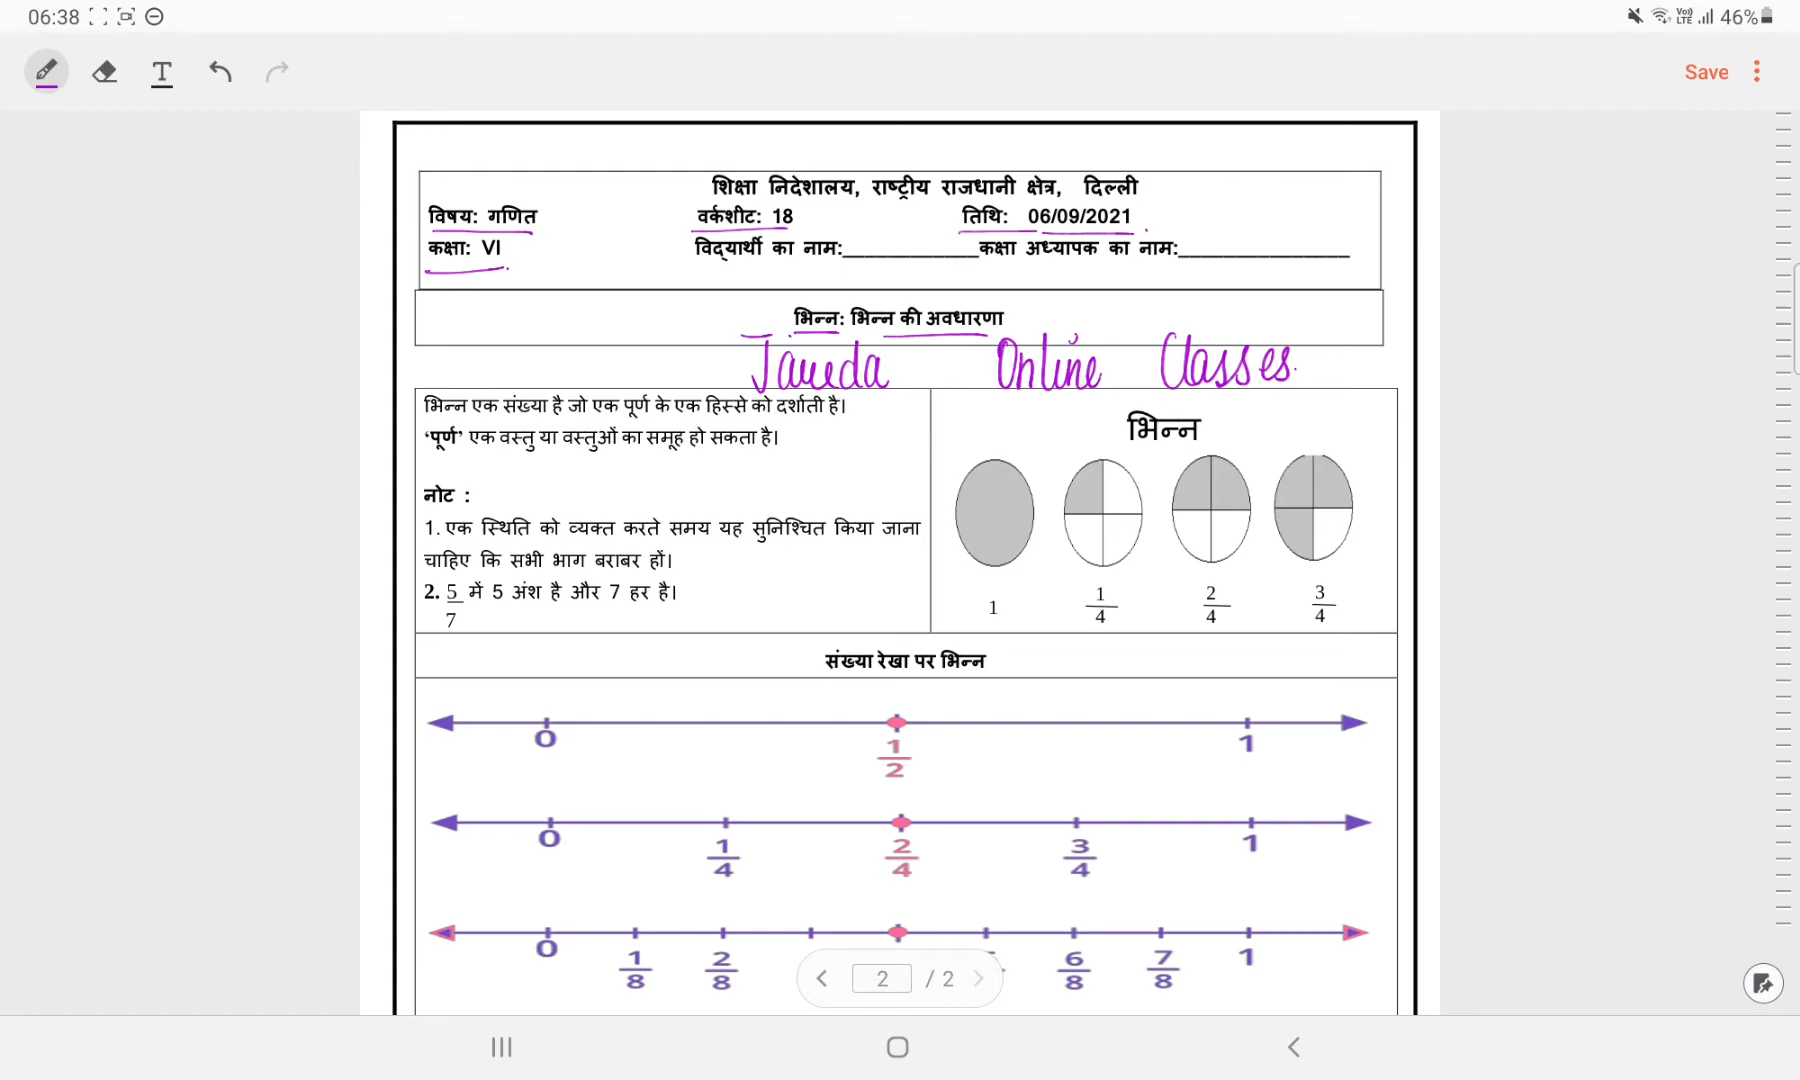 06:38
46%
Save
शिक्षा निदेशालय, राष्ट्रीय राजधानी क्षेत्र, दिल्ली
विषय: गणित वर्कशीट: 18 तिथि: 06/09/2021
कक्षा: VI विद्यार्थी का नाम:____________कक्षा अध्यापक का नाम:_______________
भिन्न: भिन्न की अवधारणा
Online Classes.
भिन्न एक संख्या है जो एक पूर्ण के एक हिस्से को दर्शाती है।
‘पूर्ण’ एक वस्तु या वस्तुओं का समूह हो सकता है।
नोट :
1. एक स्थिति को व्यक्त करते समय यह सुनिश्चित किया जाना
चाहिए कि सभी भाग बराबर हों।
2. 5/7 में 5 अंश है और 7 हर है।
भिन्न
1 1/4 2/4 3/4
संख्या रेखा पर भिन्न
0 1/2 1
0 1/4 2/4 3/4 1
0 1/8 2/8 6/8 7/8 1
2 / 2